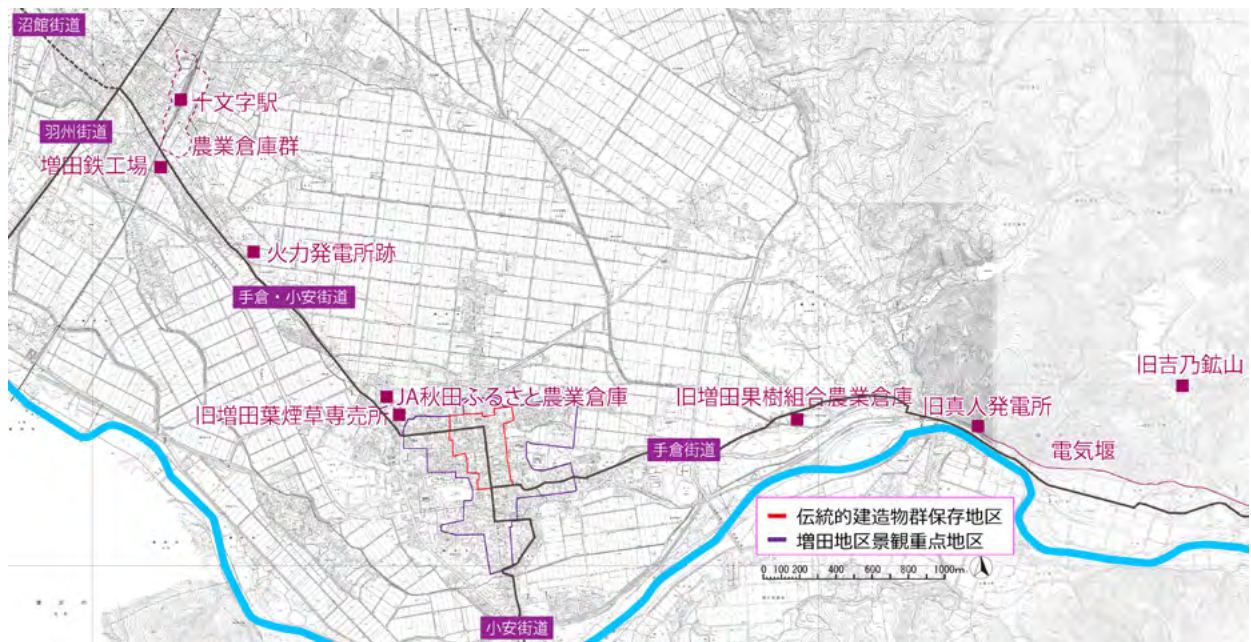 沼館街道
十文字駅
羽州街道
農業倉庫群
増田鉄工場
火力発電所跡
手倉・小安街道
旧吉乃鉱山
JA秋田ふるさと農業倉庫
旧増田果樹組合農業倉庫
旧増田葉煙草専売所
旧真人発電所
手倉街道
電気堰
伝統的建造物群保存地区
増田地区景観重点地区
0 100 200 400 600 800 1000m
小安街道